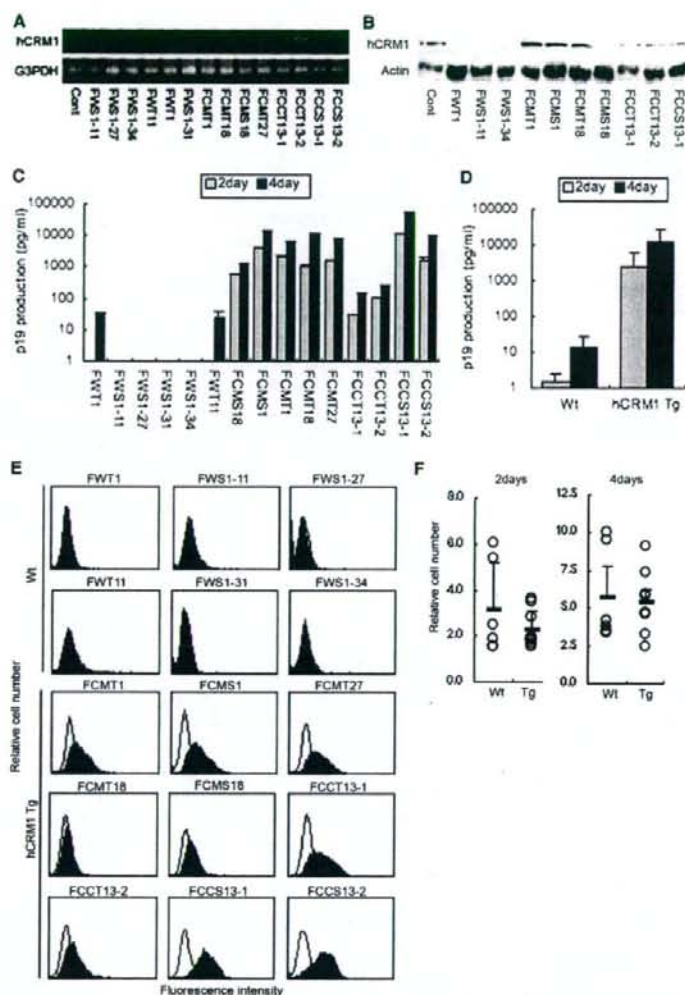 A
hCRM1
G3PDH
Cont FWS1-11 FWS1-27 FWS1-34 FWT11 FWT1 FWS1-31 FCMT1 FCMT18 FCMS18 FCMT27 FCCT13-1 FCCT13-2 FCCS13-1 FCCS13-2
B
hCRM1
Actin
Cont FWT1 FWS1-11 FWS1-34 FCMT1 FCMS1 FCMT18 FCMS18 FCCT13-1 FCCT13-2 FCCS13-1
C
2day 4day
p19 production (pg/ml)
100000
10000
1000
100
10
1
FWT1 FWS1-11 FWS1-27 FWS1-31 FWS1-34 FWT11 FCMS18 FCMS1 FCMT1 FCMT18 FCMT27 FCCT13-1 FCCT13-2 FCCS13-1 FCCS13-2
D
2day 4day
p19 production (pg/ml)
100000
10000
1000
100
10
1
Wt hCRM1 Tg
E
Relative cell number
Wt
FWT1 FWS1-11 FWS1-27
FWT11 FWS1-31 FWS1-34
hCRM1 Tg
FCMT1 FCMS1 FCMT27
FCMT18 FCMS18 FCCT13-1
FCCT13-2 FCCS13-1 FCCS13-2
Fluorescence intensity
F
2days 4days
Relative cell number
8.0
6.0
4.0
2.0
0.0
Wt Tg
12.5
10.0
7.5
5.0
2.5
0.0
Wt Tg